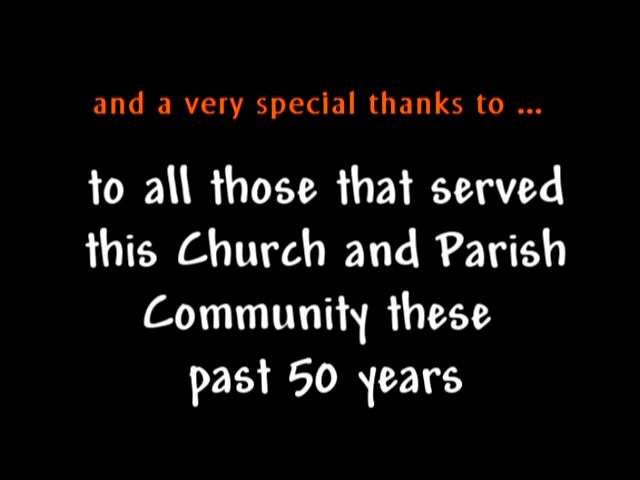 and a very special thanks to ...
to all those that served
this Church and Parish
Community these
past 50 years